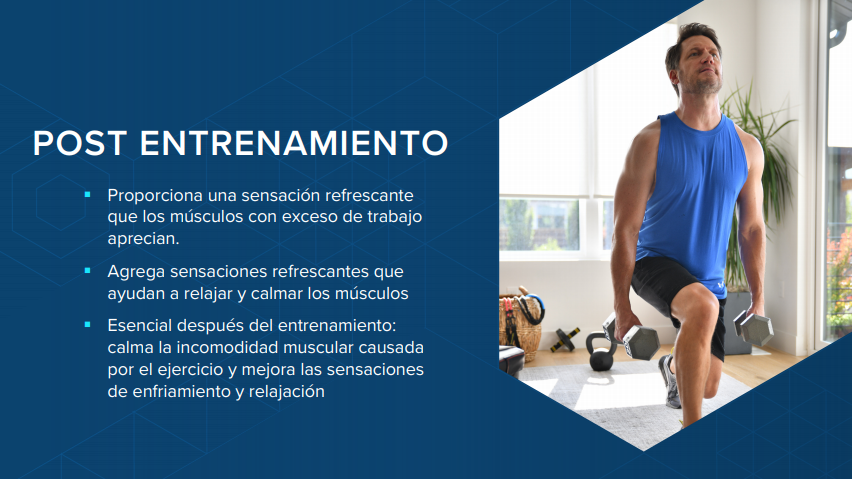 POST ENTRENAMIENTO
▪ Proporciona una sensación refrescante
que los músculos con exceso de trabajo
aprecian.
▪ Agrega sensaciones refrescantes que
ayudan a relajar y calmar los músculos
▪ Esencial después del entrenamiento:
calma la incomodidad muscular causada
por el ejercicio y mejora las sensaciones
de enfriamiento y relajación